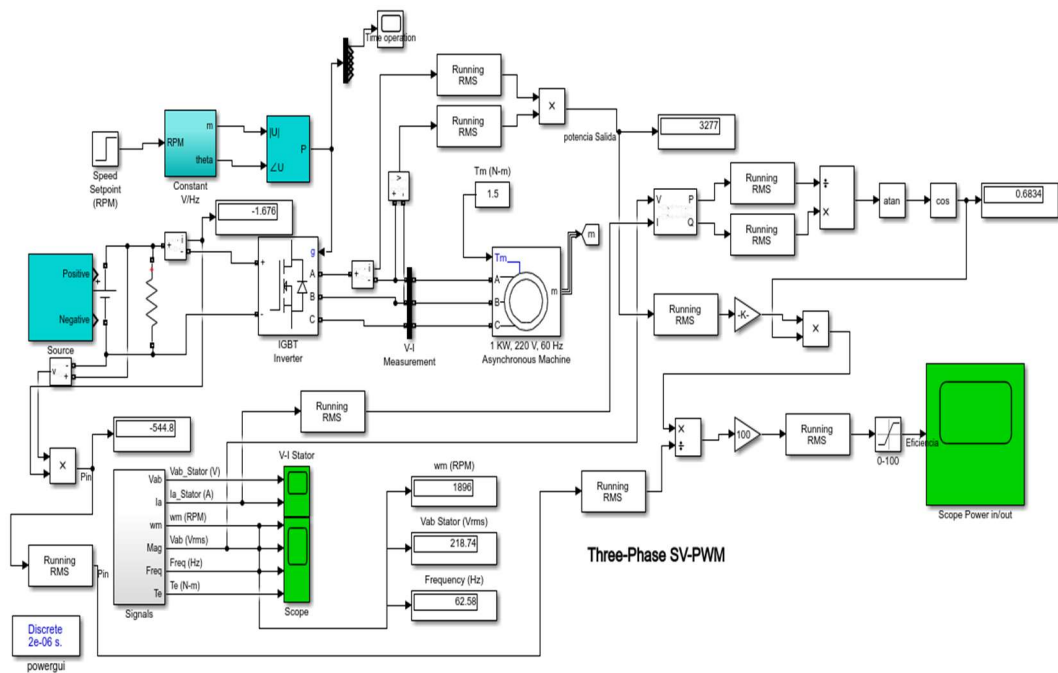 Time operation
Running
RMS
Running
RMS
×
potencia Salida
3277
RPM
m
theta
Constant
V/Hz
Speed
Setpoint
(RPM)
|U|
∠U
P
-1.676
Tm (N-m)
1.5
m
V
I
P
Q
Running
RMS
Running
RMS
÷
×
atan
cos
0.6834
Positive
Negative
Source
+
-
i
g
+
-
A
B
C
IGBT
Inverter
+
-
i
+
-
v
V-I
Measurement
Tm
A
B
C
m
1 KW, 220 V, 60 Hz
Asynchronous Machine
Running
RMS
-K-
×
v
-
+
Running
RMS
-544.8
×
Pin
×
÷
100
Running
RMS
0-100
Eficiencia
Scope Power in/out
Running
RMS
V-I Stator
Vab
Ia
wm
Mag
Freq
Te
Vab_Stator (V)
Ia_Stator (A)
wm (RPM)
Vab (Vrms)
Freq (Hz)
Te (N-m)
Signals
Scope
wm (RPM)
1896
Vab Stator (Vrms)
218.74
Frequency (Hz)
62.58
Three-Phase SV-PWM
Running
RMS
Pin
Discrete
2e-06 s.
powergui